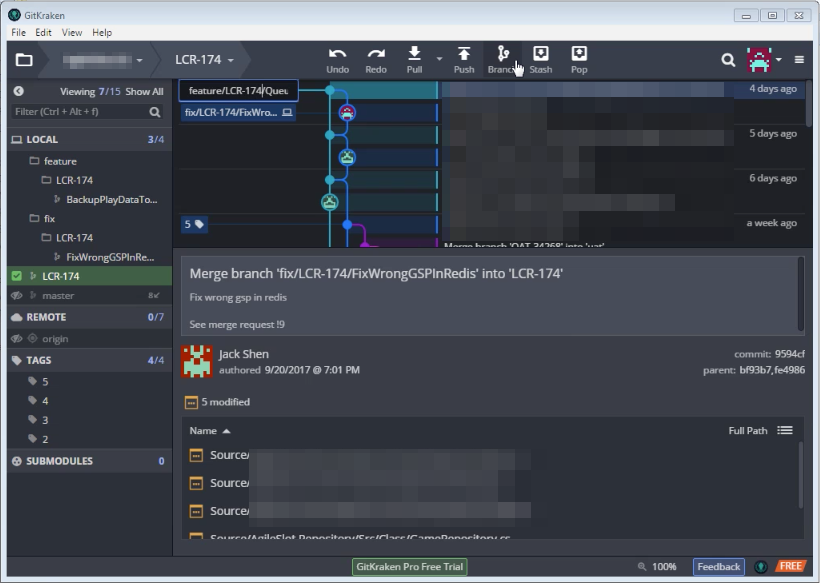 GitKraken
File Edit View Help
LCR-174
Undo Redo Pull Push Branch Stash Pop
Viewing 7/15 Show All
Filter (Ctrl + Alt + f)
feature/LCR-174/Queu
4 days ago
fix/LCR-174/FixWro...
LOCAL 3/4
5 days ago
feature
LCR-174
6 days ago
BackupPlayDataTo...
fix
5
a week ago
LCR-174
Merge branch 'QAT-34268' into 'uat'
FixWrongGSPInRe...
LCR-174
Merge branch 'fix/LCR-174/FixWrongGSPInRedis' into 'LCR-174'
master 8
Fix wrong gsp in redis
REMOTE 0/7
See merge request !9
origin
Jack Shen
commit: 9594cf
TAGS 4/4
authored 9/20/2017 @ 7:01 PM
parent: bf93b7,fe4986
5
4
5 modified
3
Name Full Path
2
Source/
SUBMODULES 0
Source/
Source/
Source/AgileSlot.Repository/Src/Class/GameRepository.cs
GitKraken Pro Free Trial
100%
Feedback
FREE